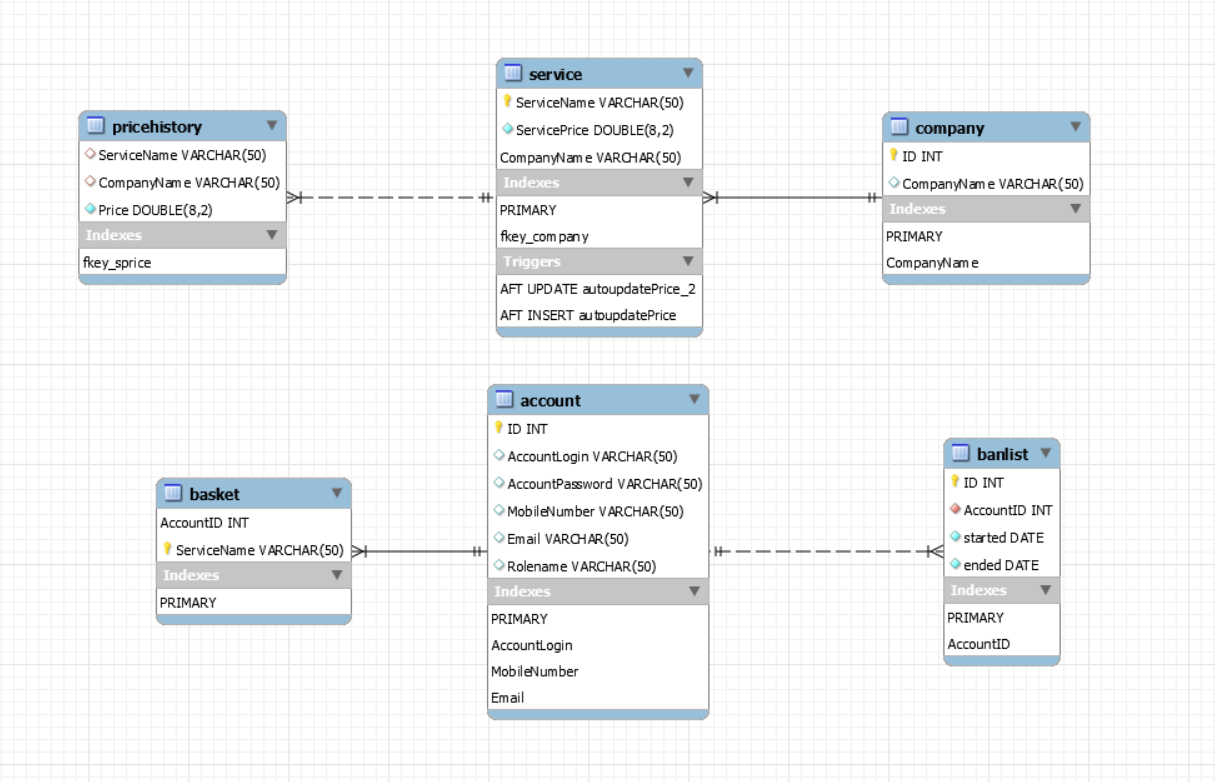 service
ServiceName VARCHAR(50)
ServicePrice DOUBLE(8,2)
CompanyName VARCHAR(50)
Indexes
PRIMARY
fkey_company
Triggers
AFT UPDATE autoupdatePrice_2
AFT INSERT autoupdatePrice
pricehistory
ServiceName VARCHAR(50)
CompanyName VARCHAR(50)
Price DOUBLE(8,2)
Indexes
fkey_sprice
company
ID INT
CompanyName VARCHAR(50)
Indexes
PRIMARY
CompanyName
account
ID INT
AccountLogin VARCHAR(50)
AccountPassword VARCHAR(50)
MobileNumber VARCHAR(50)
Email VARCHAR(50)
Rolename VARCHAR(50)
Indexes
PRIMARY
AccountLogin
MobileNumber
Email
basket
AccountID INT
ServiceName VARCHAR(50)
Indexes
PRIMARY
banlist
ID INT
AccountID INT
started DATE
ended DATE
Indexes
PRIMARY
AccountID